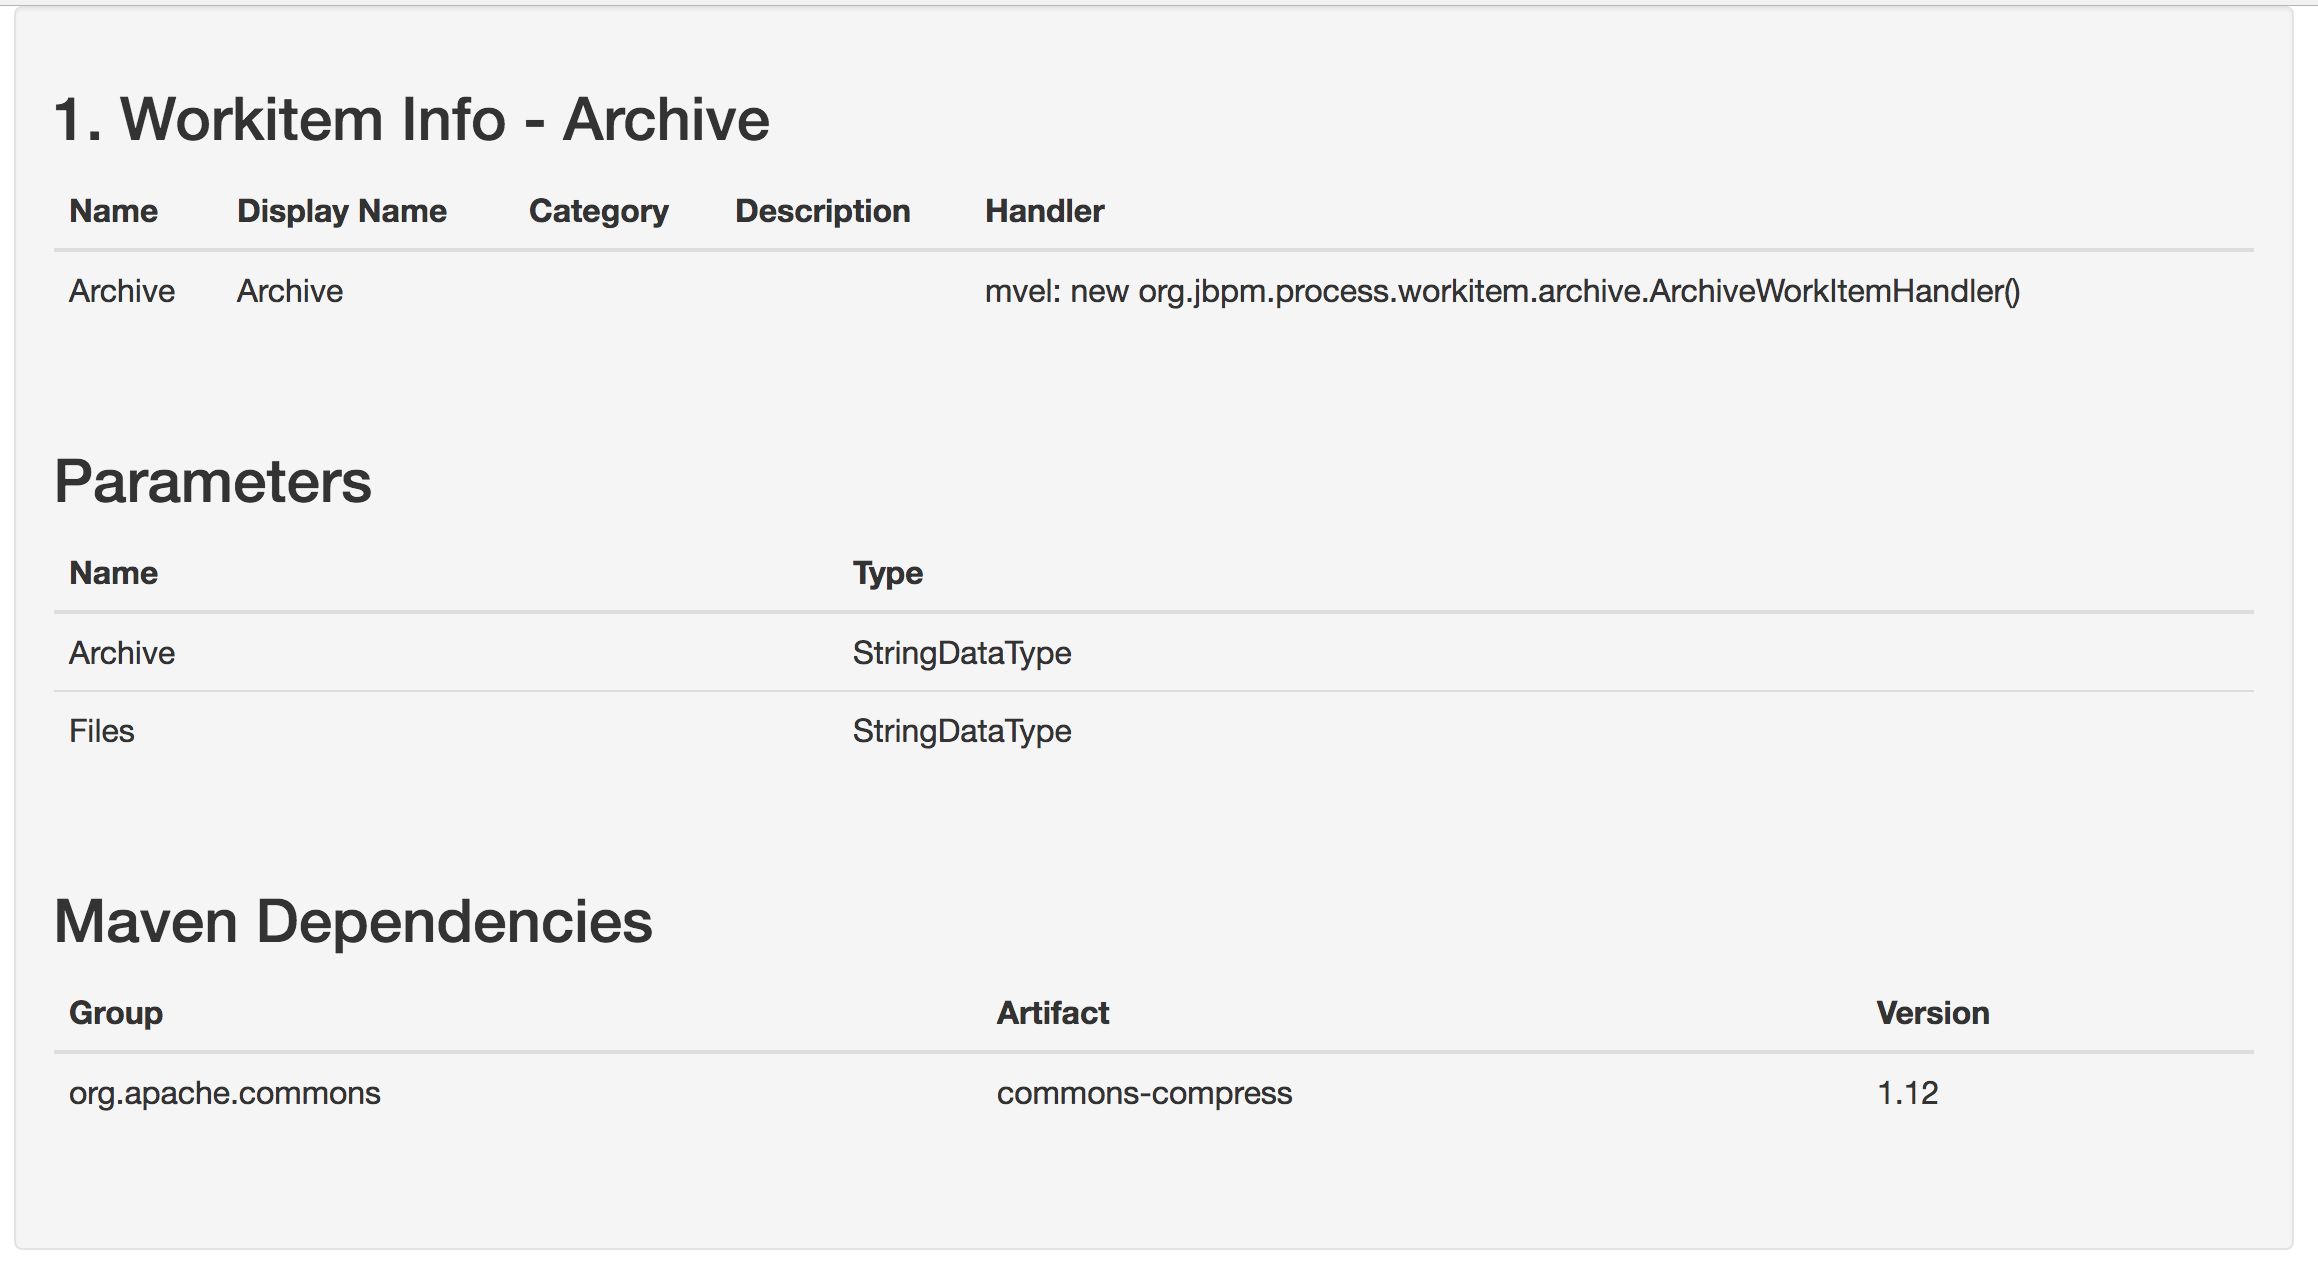 1. Workitem Info - Archive
Name Display Name Category Description Handler
Archive Archive mvel: new org.jbpm.process.workitem.archive.ArchiveWorkItemHandler()
Parameters
Name Type
Archive StringDataType
Files StringDataType
Maven Dependencies
Group Artifact Version
org.apache.commons commons-compress 1.12